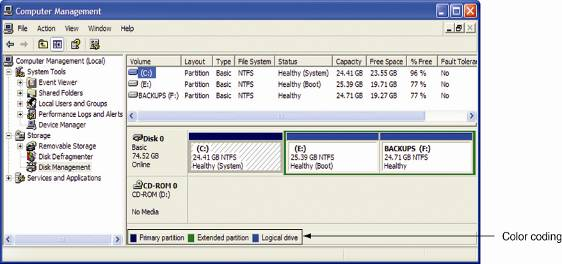 Computer Management
File Action View Window Help
Computer Management (Local)
System Tools
Event Viewer
Shared Folders
Local Users and Groups
Performance Logs and Alerts
Device Manager
Storage
Removable Storage
Disk Defragmenter
Disk Management
Services and Applications
Volume Layout Type File System Status Capacity Free Space % Free Fault Tolera
(C:) Partition Basic NTFS Healthy (System) 24.41 GB 23.55 GB 96 % No
(E:) Partition Basic NTFS Healthy (Boot) 25.39 GB 19.71 GB 77 % No
BACKUPS (F:) Partition Basic NTFS Healthy 24.71 GB 19.27 GB 77 % No
Disk 0
Basic
74.52 GB
Online
(C:)
24.41 GB NTFS
Healthy (System)
(E:)
25.39 GB NTFS
Healthy (Boot)
BACKUPS (F:)
24.71 GB NTFS
Healthy
CD-ROM 0
CD-ROM (D:)
No Media
Primary partition Extended partition Logical drive
Color coding